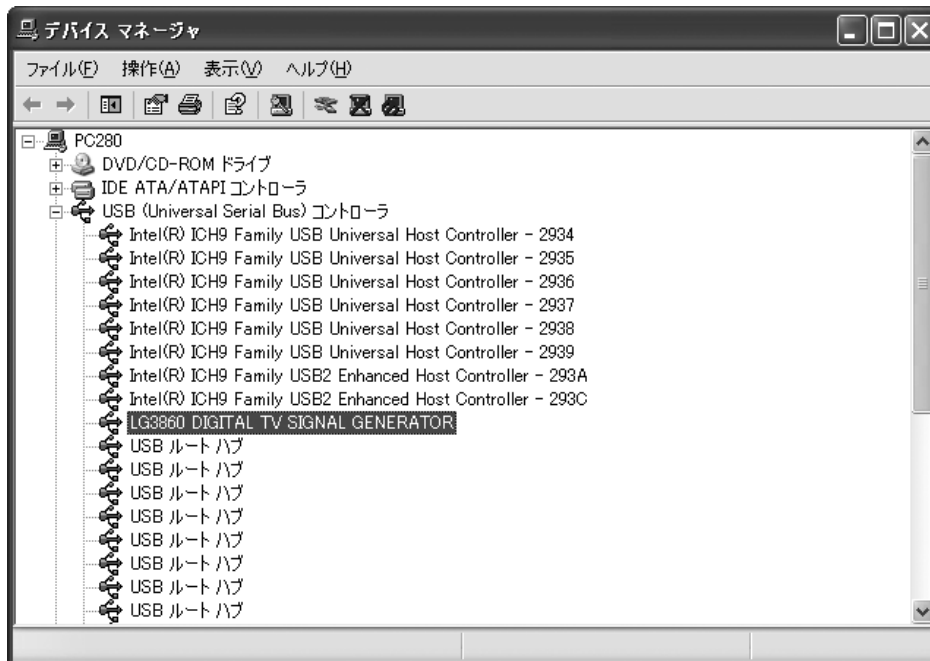 デバイス マネージャ
ファイル(F) 操作(A) 表示(V) ヘルプ(H)
PC280
DVD/CD-ROM ドライブ
IDE ATA/ATAPI コントローラ
USB (Universal Serial Bus) コントローラ
Intel(R) ICH9 Family USB Universal Host Controller - 2934
Intel(R) ICH9 Family USB Universal Host Controller - 2935
Intel(R) ICH9 Family USB Universal Host Controller - 2936
Intel(R) ICH9 Family USB Universal Host Controller - 2937
Intel(R) ICH9 Family USB Universal Host Controller - 2938
Intel(R) ICH9 Family USB Universal Host Controller - 2939
Intel(R) ICH9 Family USB2 Enhanced Host Controller - 293A
Intel(R) ICH9 Family USB2 Enhanced Host Controller - 293C
LG3860 DIGITAL TV SIGNAL GENERATOR
USB ルート ハブ
USB ルート ハブ
USB ルート ハブ
USB ルート ハブ
USB ルート ハブ
USB ルート ハブ
USB ルート ハブ
USB ルート ハブ